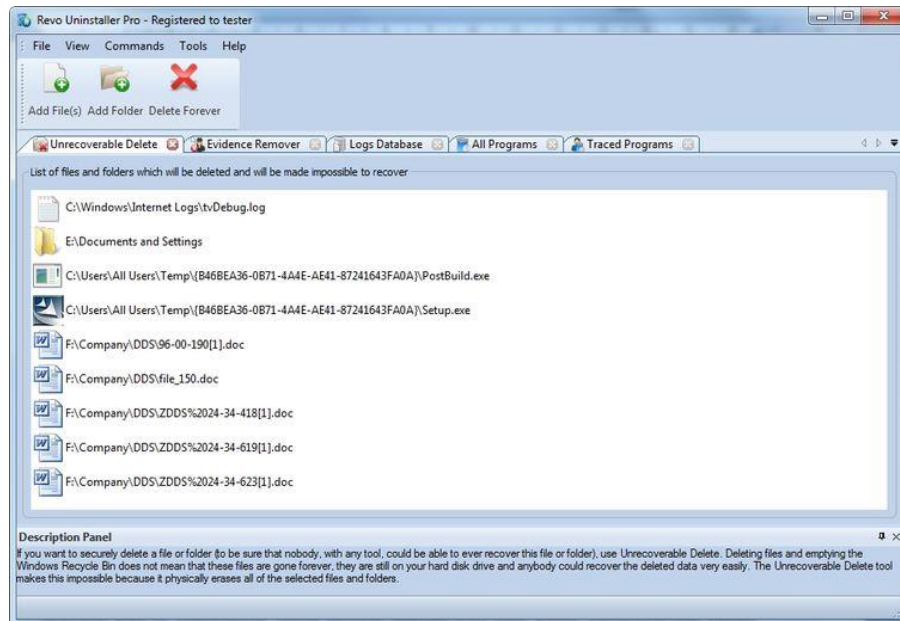 Revo Uninstaller Pro - Registered to tester
File View Commands Tools Help
Add File(s) Add Folder Delete Forever
Unrecoverable Delete Evidence Remover Logs Database All Programs Traced Programs
List of files and folders which will be deleted and will be made impossible to recover
C:\Windows\Internet Logs\tvDebug.log
E:\Documents and Settings
C:\Users\All Users\Temp\{B46BEA36-0B71-4A4E-AE41-87241643FA0A}\PostBuild.exe
C:\Users\All Users\Temp\{B46BEA36-0B71-4A4E-AE41-87241643FA0A}\Setup.exe
F:\Company\DDS\96-00-190[1].doc
F:\Company\DDS\file_150.doc
F:\Company\DDS\ZDDS%2024-34-418[1].doc
F:\Company\DDS\ZDDS%2024-34-619[1].doc
F:\Company\DDS\ZDDS%2024-34-623[1].doc
Description Panel
If you want to securely delete a file or folder (to be sure that nobody, with any tool, could be able to ever recover this file or folder), use Unrecoverable Delete. Deleting files and emptying the
Windows Recycle Bin does not mean that these files are gone forever, they are still on your hard disk drive and anybody could recover the deleted data very easily. The Unrecoverable Delete tool
makes this impossible because it physically erases all of the selected files and folders.